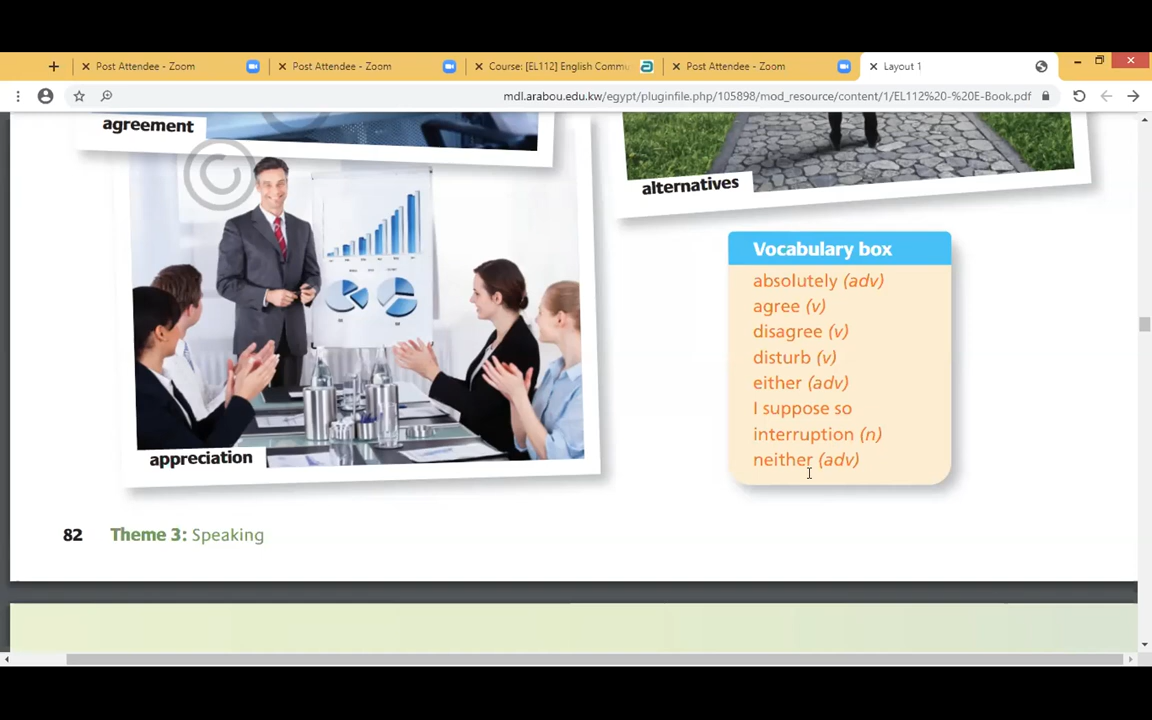 Post Attendee - Zoom
Post Attendee - Zoom
Course: [EL112] English Commu
Post Attendee - Zoom
Layout 1
mdl.arabou.edu.kw/egypt/pluginfile.php/105898/mod_resource/content/1/EL112%20-%20E-Book.pdf
agreement
©
alternatives
Vocabulary box
absolutely (adv)
agree (v)
disagree (v)
disturb (v)
either (adv)
I suppose so
interruption (n)
neither (adv)
appreciation
82 Theme 3: Speaking